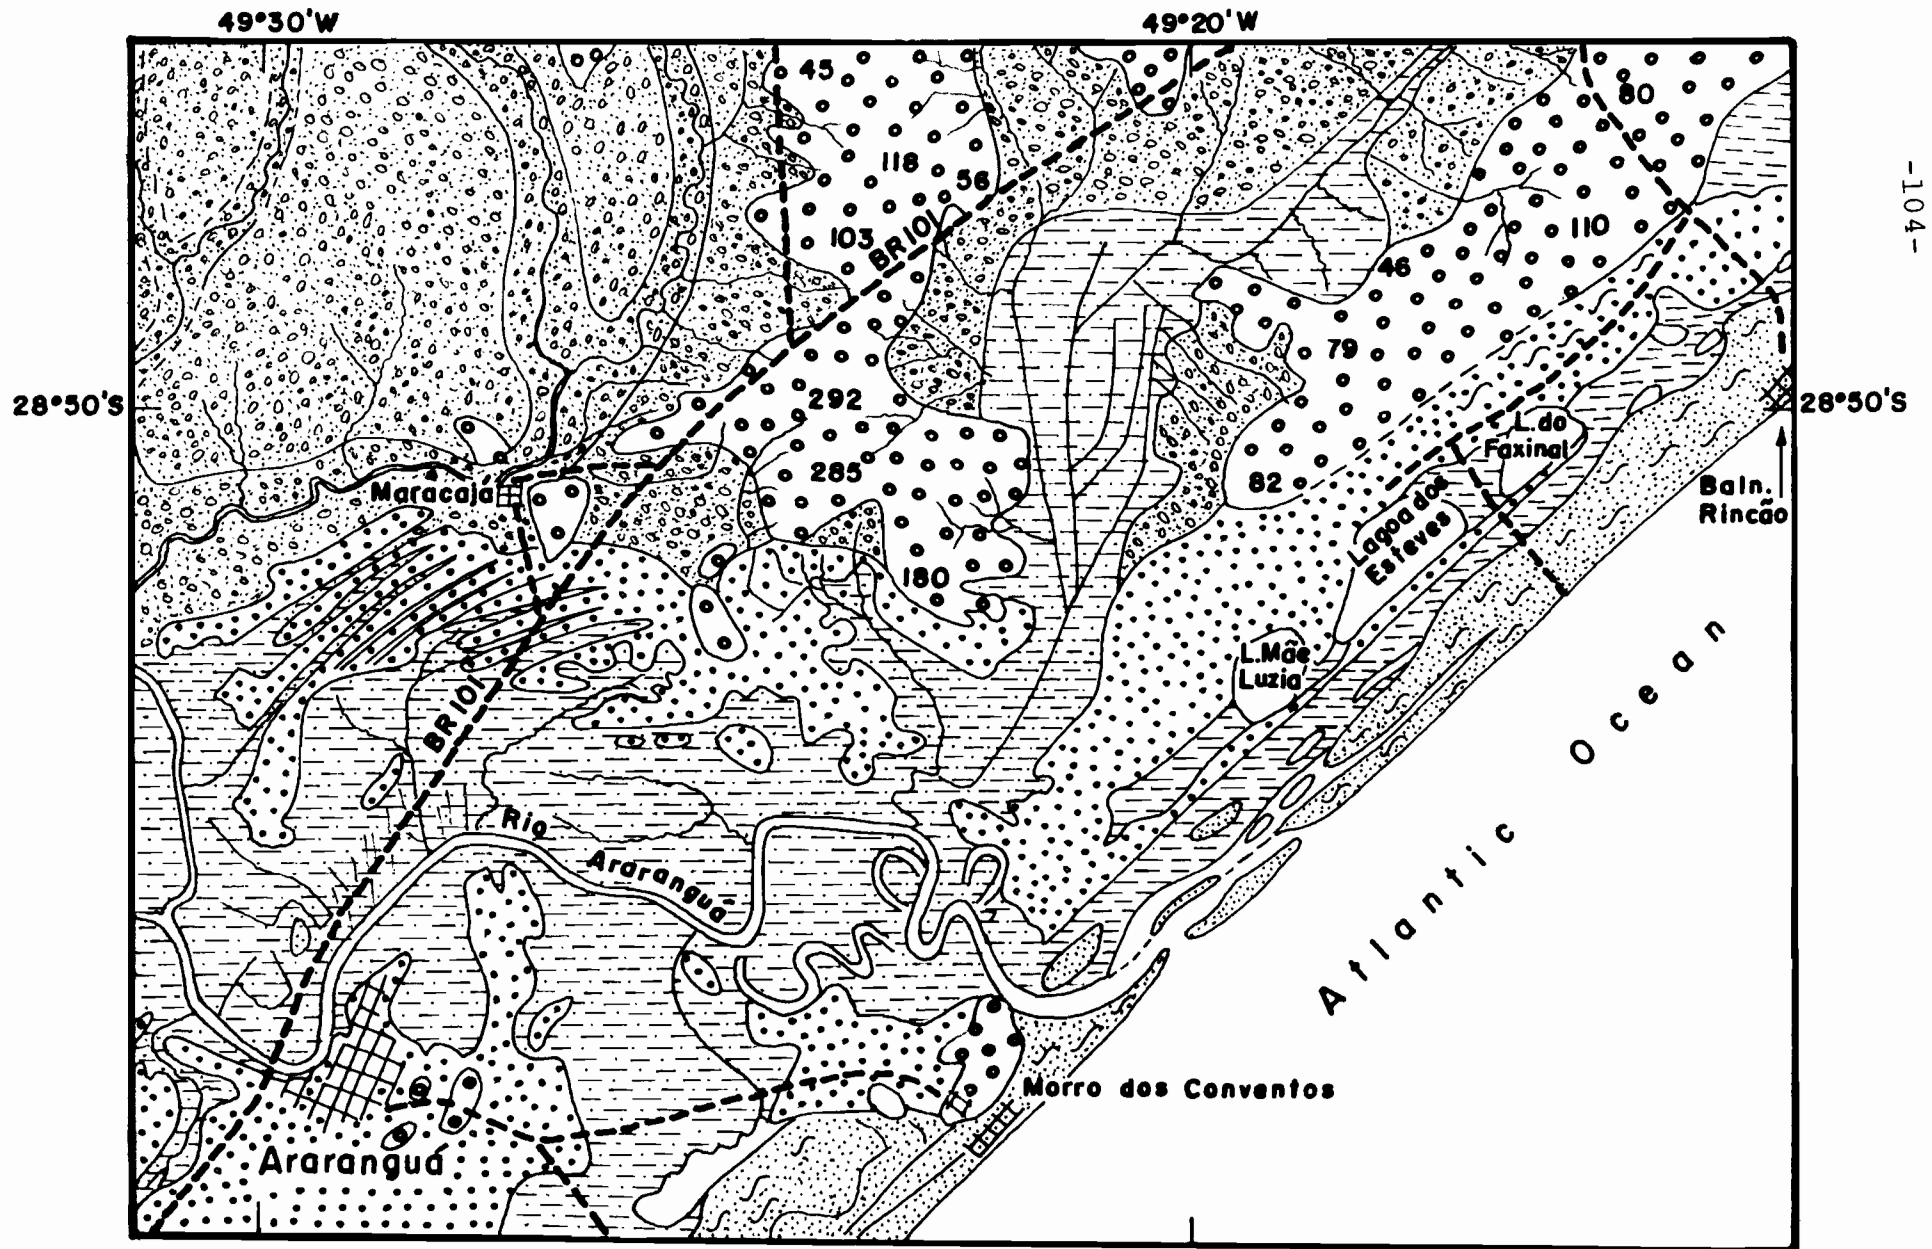 49°30'W
49°20'W
-104-
45
80
118
56
103
BR101
110
46
79
28°50'S
292
28°50'S
L.do
Faxinal
285
82
Maracajá
Baln.
Rincão
Lagoa dos
Esteves
180
L.Mãe
Luzia
BR101
Atlantic Ocean
Rio
Araranguá
Morro dos Conventos
Araranguá